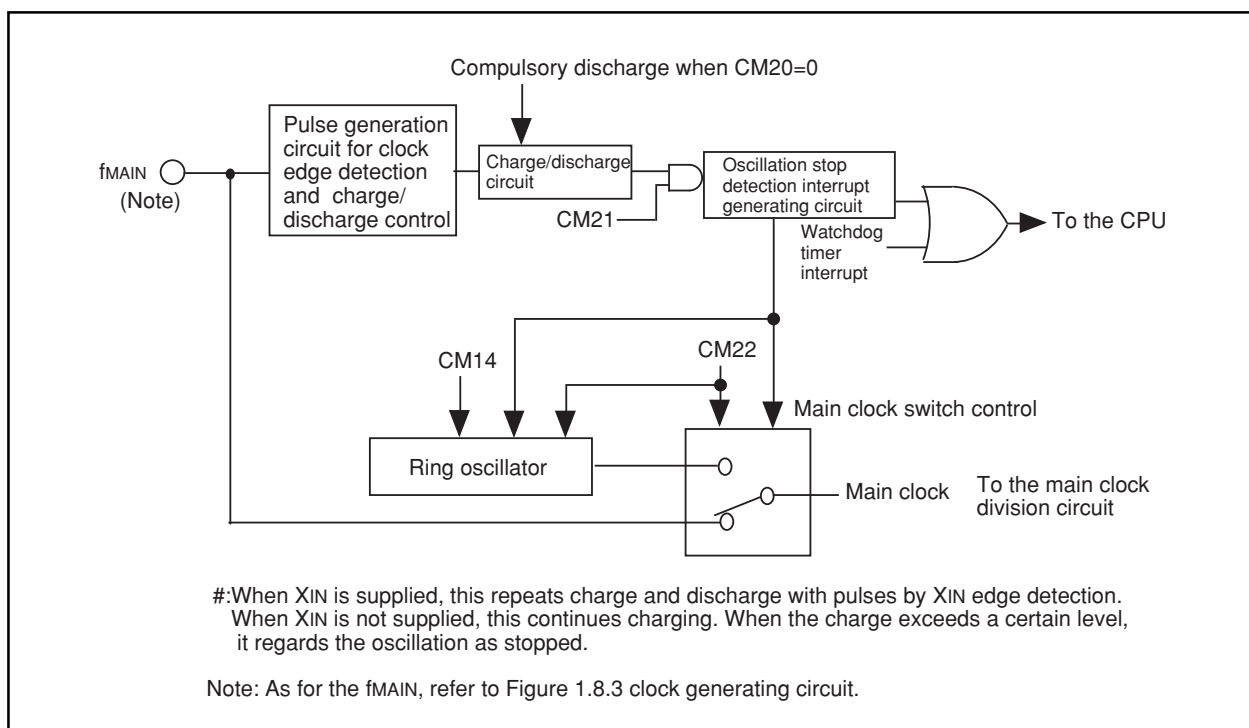 Compulsory discharge when CM20=0
Pulse generation
circuit for clock
edge detection
and charge/
discharge control
fMAIN
(Note)
Charge/discharge
circuit
CM21
Oscillation stop
detection interrupt
generating circuit
Watchdog
timer
interrupt
To the CPU
CM14
CM22
Main clock switch control
Ring oscillator
Main clock
To the main clock
division circuit
#:When XIN is supplied, this repeats charge and discharge with pulses by XIN edge detection.
When XIN is not supplied, this continues charging. When the charge exceeds a certain level,
it regards the oscillation as stopped.
Note: As for the fMAIN, refer to Figure 1.8.3 clock generating circuit.